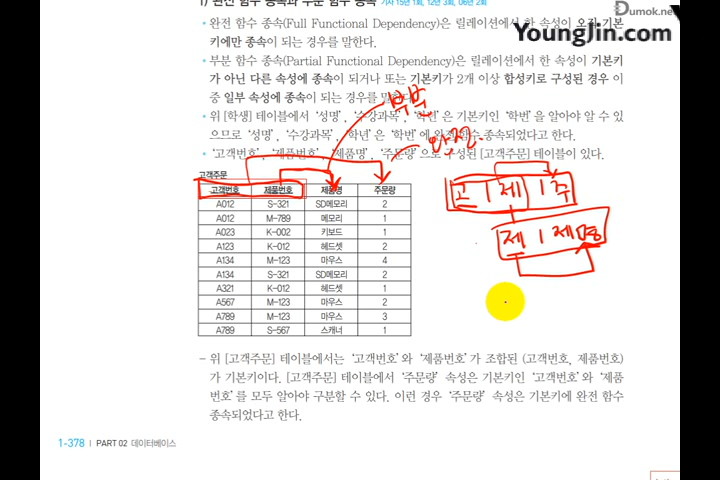 1) 완전 함수 종속과 부분 함수 종속 기사 15년 1회, 12년 3회, 06년 2회
Dumok.net
YoungJin.com
• 완전 함수 종속(Full Functional Dependency)은 릴레이션에서 한 속성이 오직 기본
키에만 종속이 되는 경우를 말한다.
• 부분 함수 종속(Partial Functional Dependency)은 릴레이션에서 한 속성이 기본키
가 아닌 다른 속성에 종속이 되거나 또는 기본키가 2개 이상 합성키로 구성된 경우 이
중 일부 속성에 종속이 되는 경우를 말한다.
부분
• 위 [학생] 테이블에서 '성명', '수강과목', '학년'은 기본키인 '학번'을 알아야 알 수 있
으므로 '성명', '수강과목', '학년'은 '학번'에 완전 함수 종속되었다고 한다.
완전
• '고객번호', '제품번호', '제품명', '주문량'으로 구성된 [고객주문] 테이블이 있다.
고객주문
고객번호 제품번호 제품명 주문량
A012 S-321 SD메모리 2
A012 M-789 메모리 1
A023 K-002 키보드 1
A123 K-012 헤드셋 2
A134 M-123 마우스 4
A134 S-321 SD메모리 2
A321 K-012 헤드셋 1
A567 M-123 마우스 2
A789 M-123 마우스 3
A789 S-567 스캐너 1
고 | 제 | 주
제 | 제명
– 위 [고객주문] 테이블에서는 '고객번호'와 '제품번호'가 조합된 (고객번호, 제품번호)
가 기본키이다. [고객주문] 테이블에서 '주문량' 속성은 기본키인 '고객번호'와 '제품
번호'를 모두 알아야 구분할 수 있다. 이런 경우 '주문량' 속성은 기본키에 완전 함수
종속되었다고 한다.
1-378 | PART 02 데이터베이스